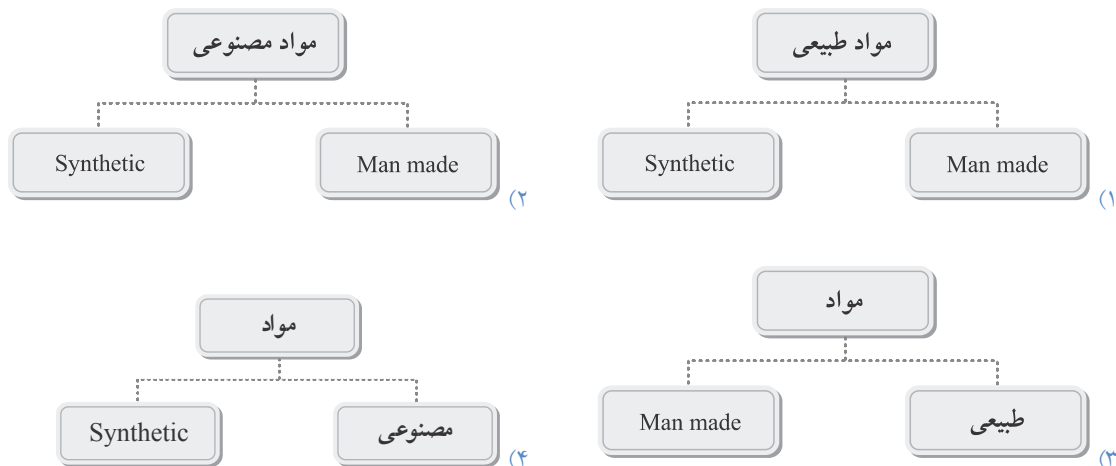 مواد طبیعی
Man made
Synthetic
۱)
مواد مصنوعی
Man made
Synthetic
۲)
مواد
طبیعی
Man made
۳)
مواد
مصنوعی
Synthetic
۴)